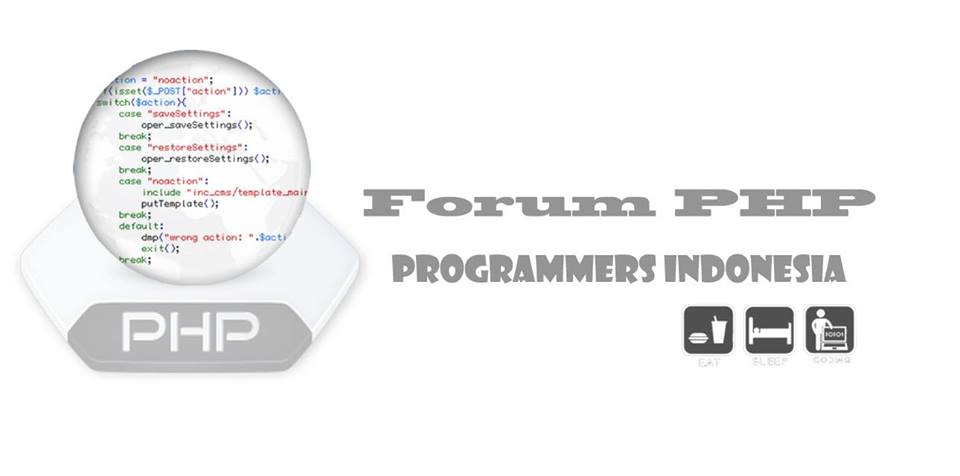 ction = "noaction";
f(isset($_POST["action"])) $acti
switch($action){
case "saveSettings":
oper_saveSettings();
break;
case "restoreSettings":
oper_restoreSettings();
break;
case "noaction":
include "inc_cms/template_main
putTemplate();
break;
default:
dmp("wrong action: ".$acti
exit();
break;
PHP
Forum PHP
PROGRAMMERS INDONESIA
EAT SLEEP CODING